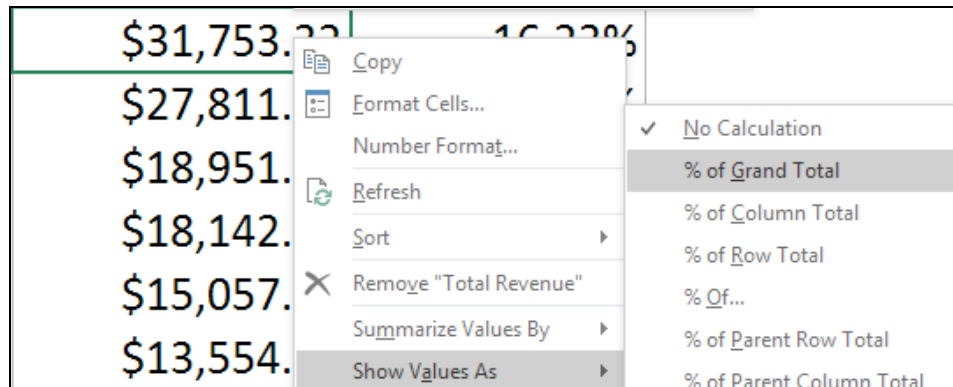 $31,753.
Copy
$27,811.
Format Cells...
Number Format...
No Calculation
$18,951.
Refresh
% of Grand Total
$18,142.
Sort
% of Column Total
% of Row Total
$15,057.
Remove "Total Revenue"
% Of...
Summarize Values By
% of Parent Row Total
$13,554.
Show Values As
% of Parent Column Total